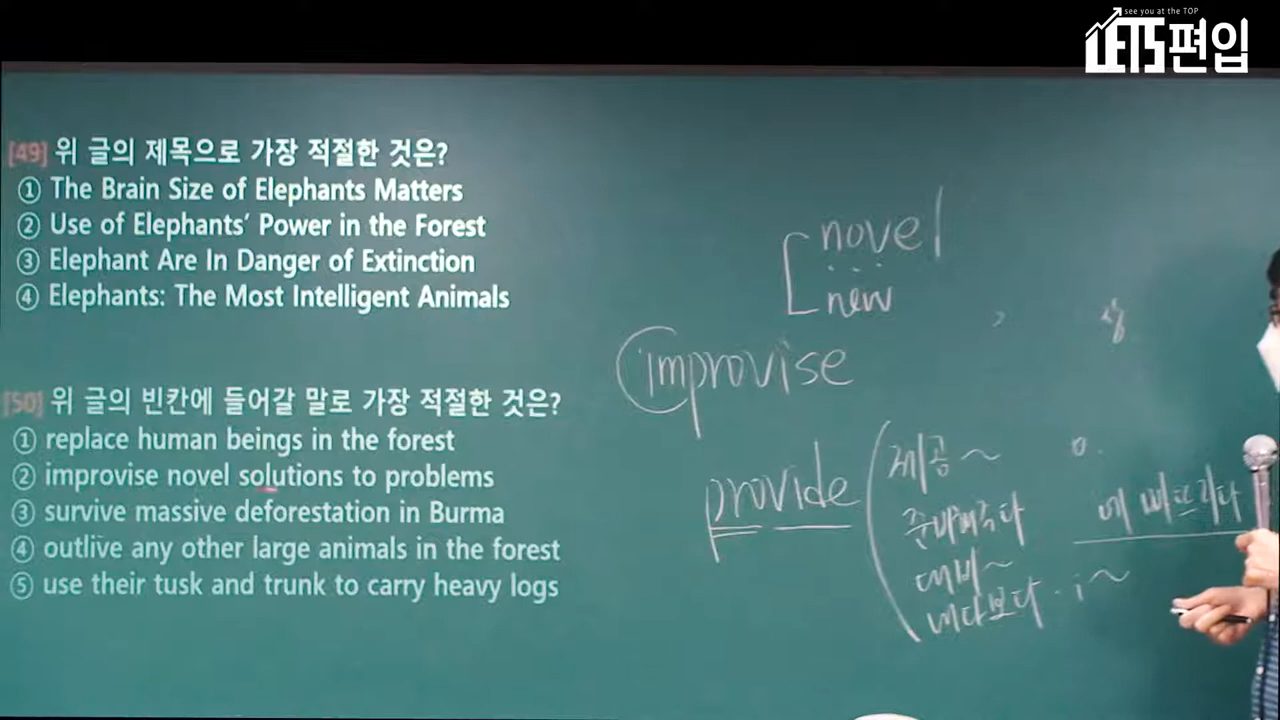 see you at the TOP
LETS편입
[49] 위 글의 제목으로 가장 적절한 것은?
① The Brain Size of Elephants Matters
② Use of Elephants’ Power in the Forest
③ Elephant Are In Danger of Extinction
④ Elephants: The Most Intelligent Animals
[50] 위 글의 빈칸에 들어갈 말로 가장 적절한 것은?
① replace human beings in the forest
② improvise novel solutions to problems
③ survive massive deforestation in Burma
④ outlive any other large animals in the forest
⑤ use their tusk and trunk to carry heavy logs
novel
new
improvise
provide
제공~
준비해주다
대비~
내다보다